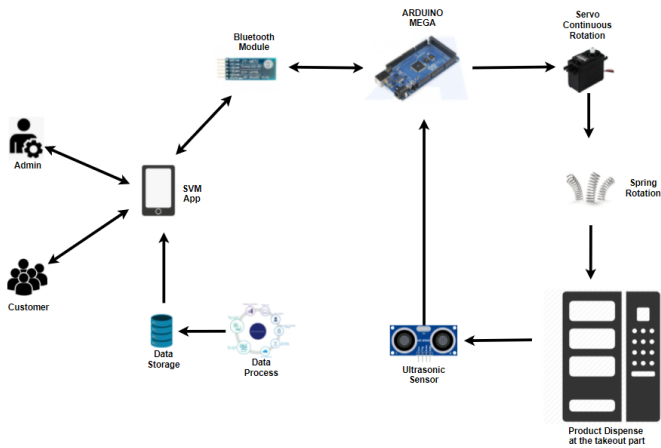 ARDUINO
MEGA
Servo
Continuous
Rotation
Bluetooth
Module
Admin
SVM
App
Spring
Rotation
Customer
Data
Storage
Data
Process
Ultrasonic
Sensor
Product Dispense
at the takeout part